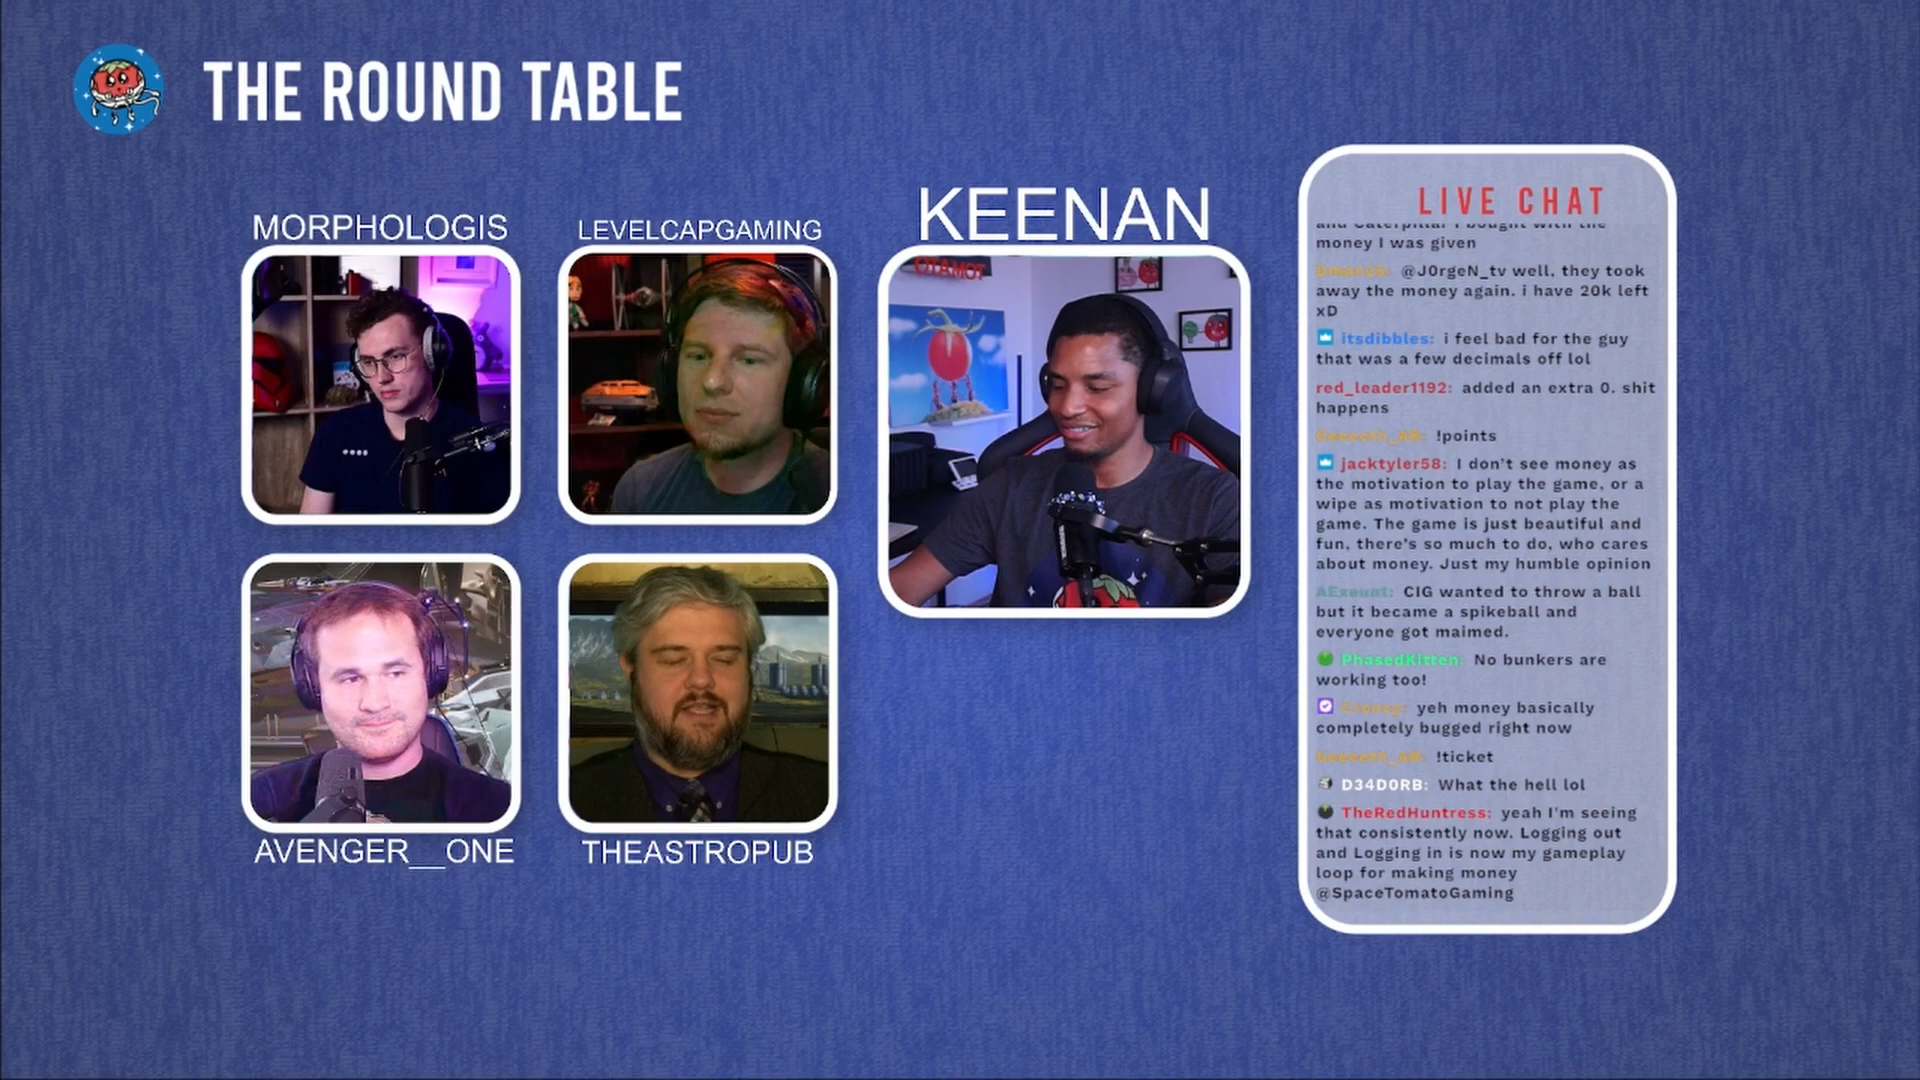 THE ROUND TABLE
MORPHOLOGIS
LEVELCAPGAMING
KEENAN
AVENGER__ONE
THEASTROPUB
LIVE CHAT
and Caterpillar I bought with the
money I was given
@J0rgeN_tv well, they took
away the money again. i have 20k left
xD
itsdibbles: i feel bad for the guy
that was a few decimals off lol
red_leader1192: added an extra 0. shit
happens
!points
jacktyler58: I don't see money as
the motivation to play the game, or a
wipe as motivation to not play the
game. The game is just beautiful and
fun, there's so much to do, who cares
about money. Just my humble opinion
AExount: CIG wanted to throw a ball
but it became a spikeball and
everyone got maimed.
PhasedKitten: No bunkers are
working too!
yeh money basically
completely bugged right now
!ticket
D34D0RB: What the hell lol
TheRedHuntress: yeah I'm seeing
that consistently now. Logging out
and Logging in is now my gameplay
loop for making money
@SpaceTomatoGaming